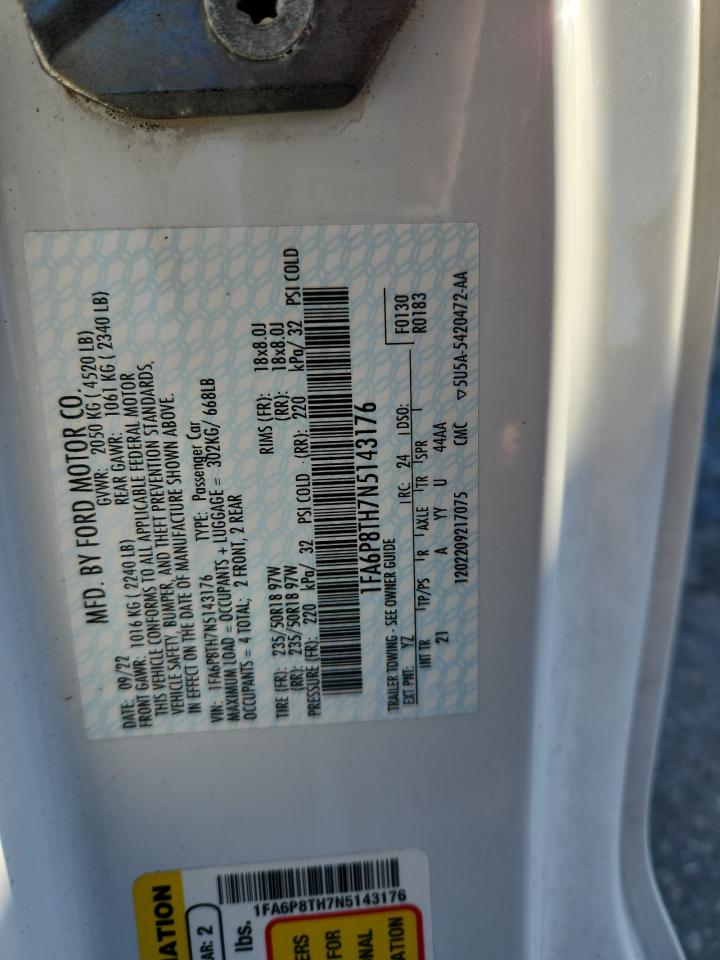 MFD. BY FORD MOTOR CO.
DATE: 09/22 GVWR: 2050 KG ( 4520 LB)
FRONT GAWR: 1016 KG ( 2240 LB) REAR GAWR: 1061 KG ( 2340 LB)
THIS VEHICLE CONFORMS TO ALL APPLICABLE FEDERAL MOTOR
VEHICLE SAFETY, BUMPER, AND THEFT PREVENTION STANDARDS,
IN EFFECT ON THE DATE OF MANUFACTURE SHOWN ABOVE.
VIN: 1FA6P8TH7N5143176 TYPE: Passenger Car
MAXIMUM LOAD = OCCUPANTS + LUGGAGE = 302KG/ 668LB
OCCUPANTS = 4 TOTAL; 2 FRONT, 2 REAR
TIRE (FR): 235/50R18 97W RIMS (FR): 18x8.0J
(RR): 235/50R18 97W (RR): 18x8.0J
PRESSURE (FR): 220 kPa/ 32 PSI COLD (RR): 220 kPa/ 32 PSI COLD
1FA6P8TH7N5143176
TRAILER TOWING - SEE OWNER GUIDE
EXT PNT: YZ RC: 24 DSO: F0130
INT TR TP/PS R AXLE TR SPR R0183
21 A YY U 44AA
1202209217075 CMC ▽5U5A-5420472-AA
ATION
AR: 2
lbs.
1FA6P8TH7N5143176
ERS
FOR
NAL